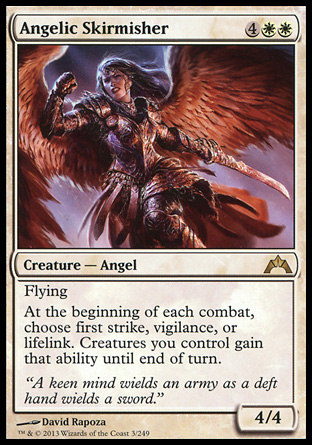 Angelic Skirmisher 4
Creature — Angel
Flying
At the beginning of each combat,
choose first strike, vigilance, or
lifelink. Creatures you control gain
that ability until end of turn.
"A keen mind wields an army as a deft
hand wields a sword."
David Rapoza
™ & © 2013 Wizards of the Coast 3/249
4/4